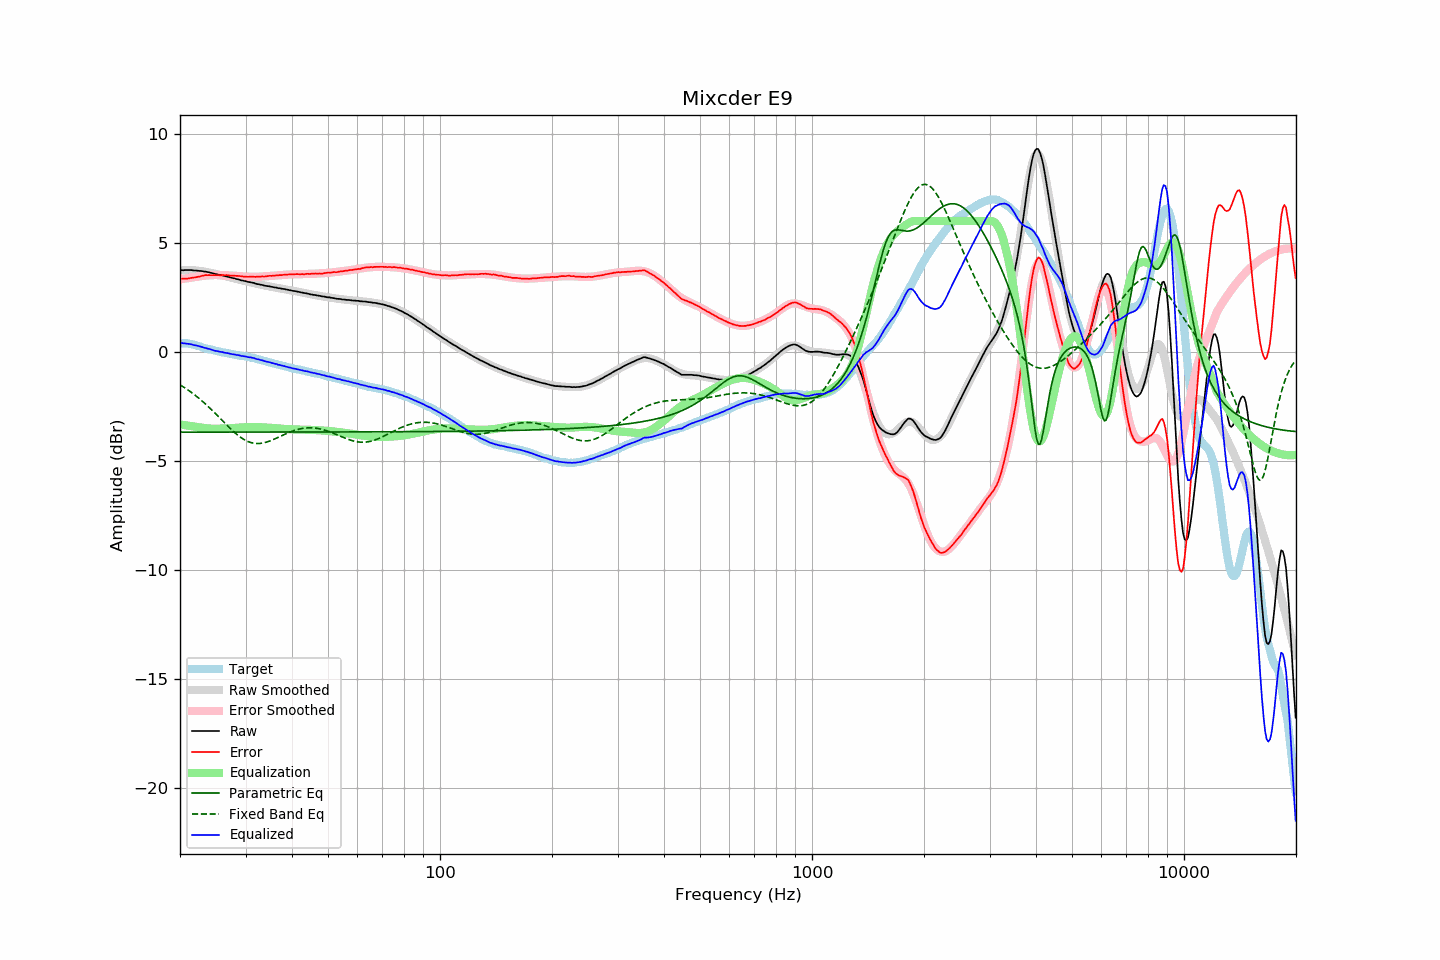 Mixcder E9
10
5
0
−5
−10
−15
−20
Amplitude (dBr)
Target
Raw Smoothed
Error Smoothed
Raw
Error
Equalization
Parametric Eq
Fixed Band Eq
Equalized
100
1000
10000
Frequency (Hz)